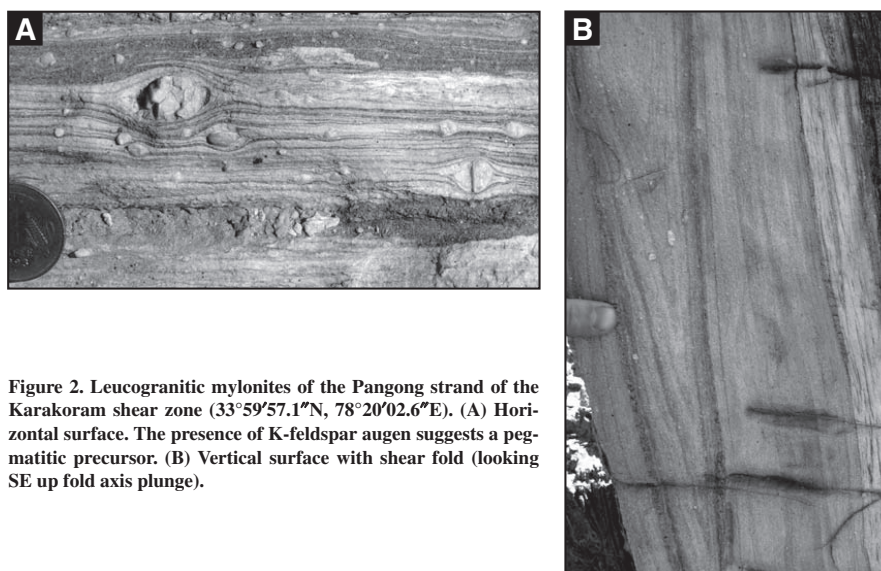 A
B
Figure 2. Leucogranitic mylonites of the Pangong strand of the
Karakoram shear zone (33°59′57.1″N, 78°20′02.6″E). (A) Hori-
zontal surface. The presence of K-feldspar augen suggests a peg-
matitic precursor. (B) Vertical surface with shear fold (looking
SE up fold axis plunge).